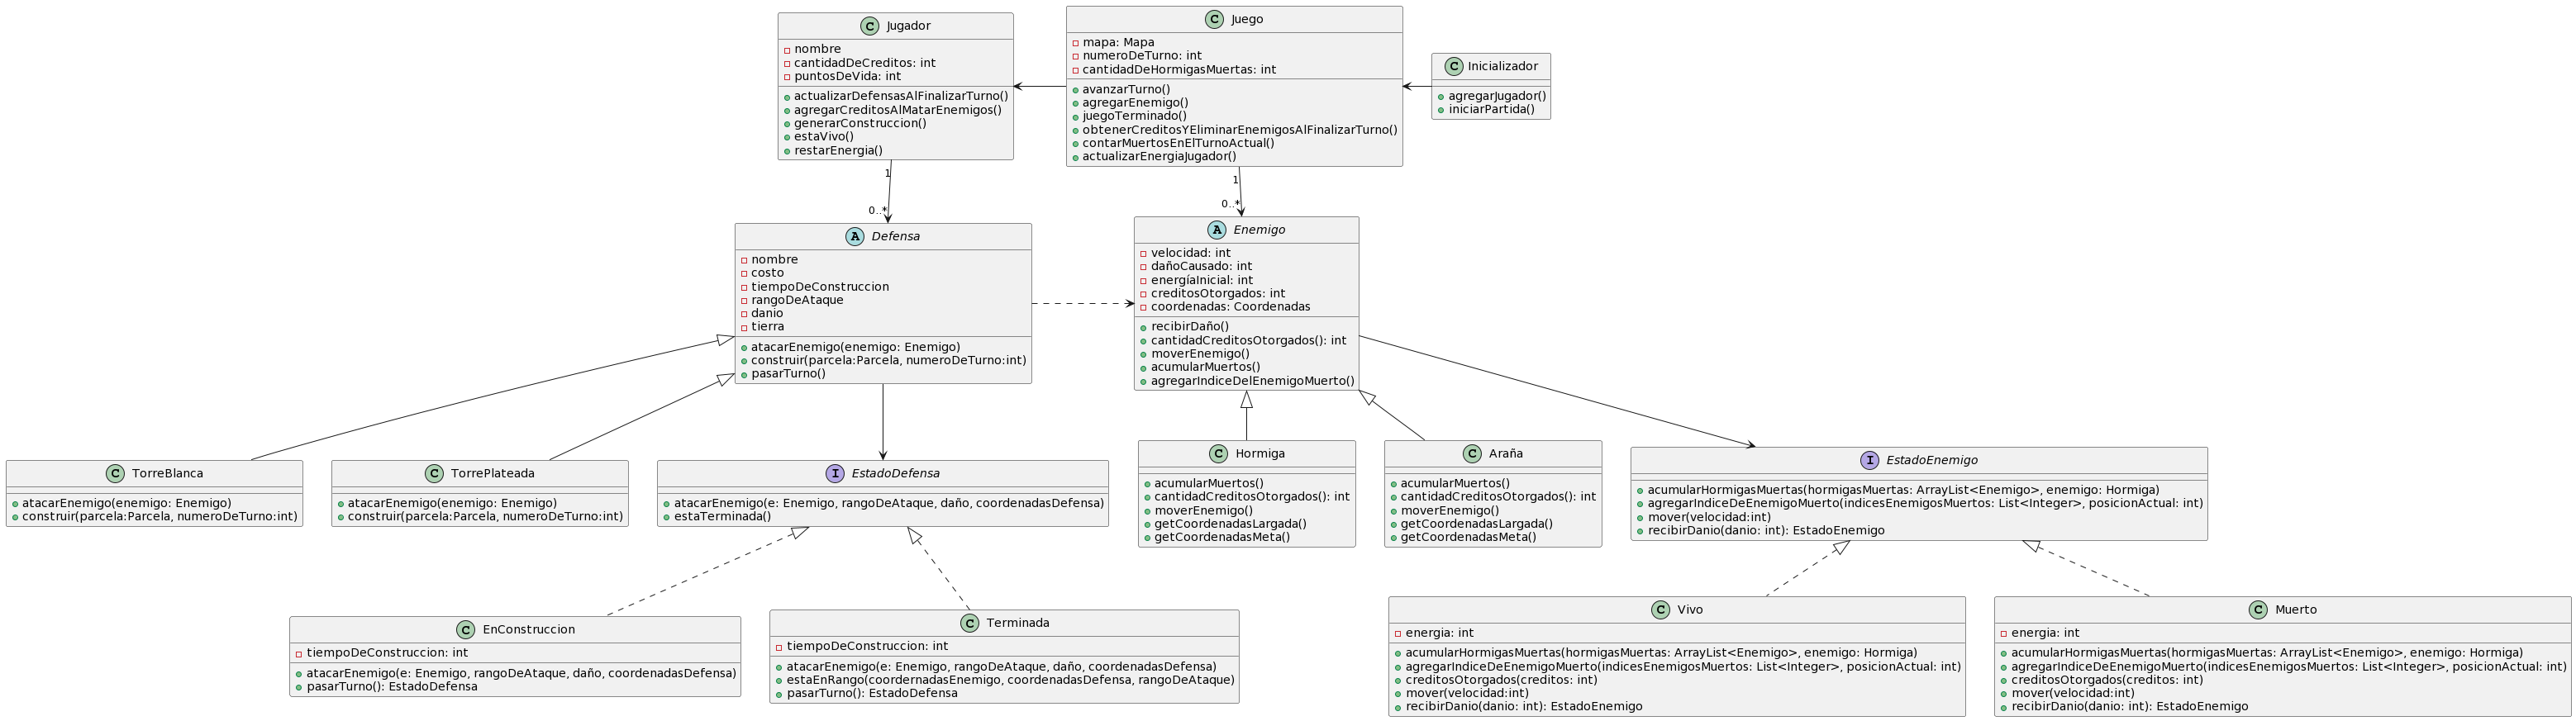 Jugador
nombre
cantidadDeCreditos: int
puntosDeVida: int
actualizarDefensasAlFinalizarTurno()
agregarCreditosAlMatarEnemigos()
generarConstruccion()
estaVivo()
restarEnergia()
Juego
mapa: Mapa
numeroDeTurno: int
cantidadDeHormigasMuertas: int
avanzarTurno()
agregarEnemigo()
juegoTerminado()
obtenerCreditosYEliminarEnemigosAlFinalizarTurno()
contarMuertosEnElTurnoActual()
actualizarEnergiaJugador()
Inicializador
agregarJugador()
iniciarPartida()
1
0..*
1
0..*
Defensa
nombre
costo
tiempoDeConstruccion
rangoDeAtaque
danio
tierra
atacarEnemigo(enemigo: Enemigo)
construir(parcela:Parcela, numeroDeTurno:int)
pasarTurno()
Enemigo
velocidad: int
dañoCausado: int
energíaInicial: int
creditosOtorgados: int
coordenadas: Coordenadas
recibirDaño()
cantidadCreditosOtorgados(): int
moverEnemigo()
acumularMuertos()
agregarIndiceDelEnemigoMuerto()
TorreBlanca
atacarEnemigo(enemigo: Enemigo)
construir(parcela:Parcela, numeroDeTurno:int)
TorrePlateada
atacarEnemigo(enemigo: Enemigo)
construir(parcela:Parcela, numeroDeTurno:int)
EstadoDefensa
atacarEnemigo(e: Enemigo, rangoDeAtaque, daño, coordenadasDefensa)
estaTerminada()
Hormiga
acumularMuertos()
cantidadCreditosOtorgados(): int
moverEnemigo()
getCoordenadasLargada()
getCoordenadasMeta()
Araña
acumularMuertos()
cantidadCreditosOtorgados(): int
moverEnemigo()
getCoordenadasLargada()
getCoordenadasMeta()
EstadoEnemigo
acumularHormigasMuertas(hormigasMuertas: ArrayList<Enemigo>, enemigo: Hormiga)
agregarIndiceDeEnemigoMuerto(indicesEnemigosMuertos: List<Integer>, posicionActual: int)
mover(velocidad:int)
recibirDanio(danio: int): EstadoEnemigo
EnConstruccion
tiempoDeConstruccion: int
atacarEnemigo(e: Enemigo, rangoDeAtaque, daño, coordenadasDefensa)
pasarTurno(): EstadoDefensa
Terminada
tiempoDeConstruccion: int
atacarEnemigo(e: Enemigo, rangoDeAtaque, daño, coordenadasDefensa)
estaEnRango(coordernadasEnemigo, coordenadasDefensa, rangoDeAtaque)
pasarTurno(): EstadoDefensa
Vivo
energia: int
acumularHormigasMuertas(hormigasMuertas: ArrayList<Enemigo>, enemigo: Hormiga)
agregarIndiceDeEnemigoMuerto(indicesEnemigosMuertos: List<Integer>, posicionActual: int)
creditosOtorgados(creditos: int)
mover(velocidad:int)
recibirDanio(danio: int): EstadoEnemigo
Muerto
energia: int
acumularHormigasMuertas(hormigasMuertas: ArrayList<Enemigo>, enemigo: Hormiga)
agregarIndiceDeEnemigoMuerto(indicesEnemigosMuertos: List<Integer>, posicionActual: int)
creditosOtorgados(creditos: int)
mover(velocidad:int)
recibirDanio(danio: int): EstadoEnemigo